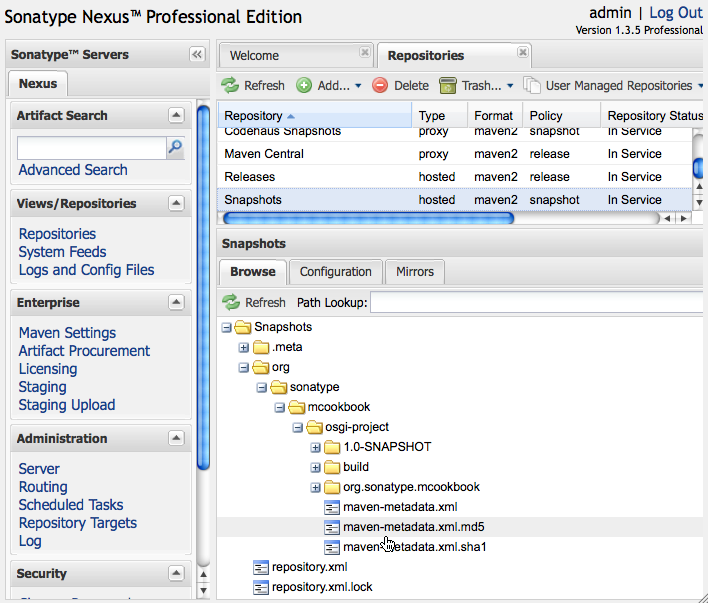 Sonatype Nexus™ Professional Edition
admin | Log Out
Version 1.3.5 Professional
Sonatype™ Servers
Nexus
Artifact Search
Advanced Search
Views/Repositories
Repositories
System Feeds
Logs and Config Files
Enterprise
Maven Settings
Artifact Procurement
Licensing
Staging
Staging Upload
Administration
Server
Routing
Scheduled Tasks
Repository Targets
Log
Security
Welcome
Repositories
Refresh Add... Delete Trash... User Managed Repositories
Repository Type Format Policy Repository Status
Codehaus Snapshots proxy maven2 snapshot In Service
Maven Central proxy maven2 release In Service
Releases hosted maven2 release In Service
Snapshots hosted maven2 snapshot In Service
Snapshots
Browse Configuration Mirrors
Refresh Path Lookup:
Snapshots
.meta
org
sonatype
mcookbook
osgi-project
1.0-SNAPSHOT
build
org.sonatype.mcookbook
maven-metadata.xml
maven-metadata.xml.md5
maven-metadata.xml.sha1
repository.xml
repository.xml.lock